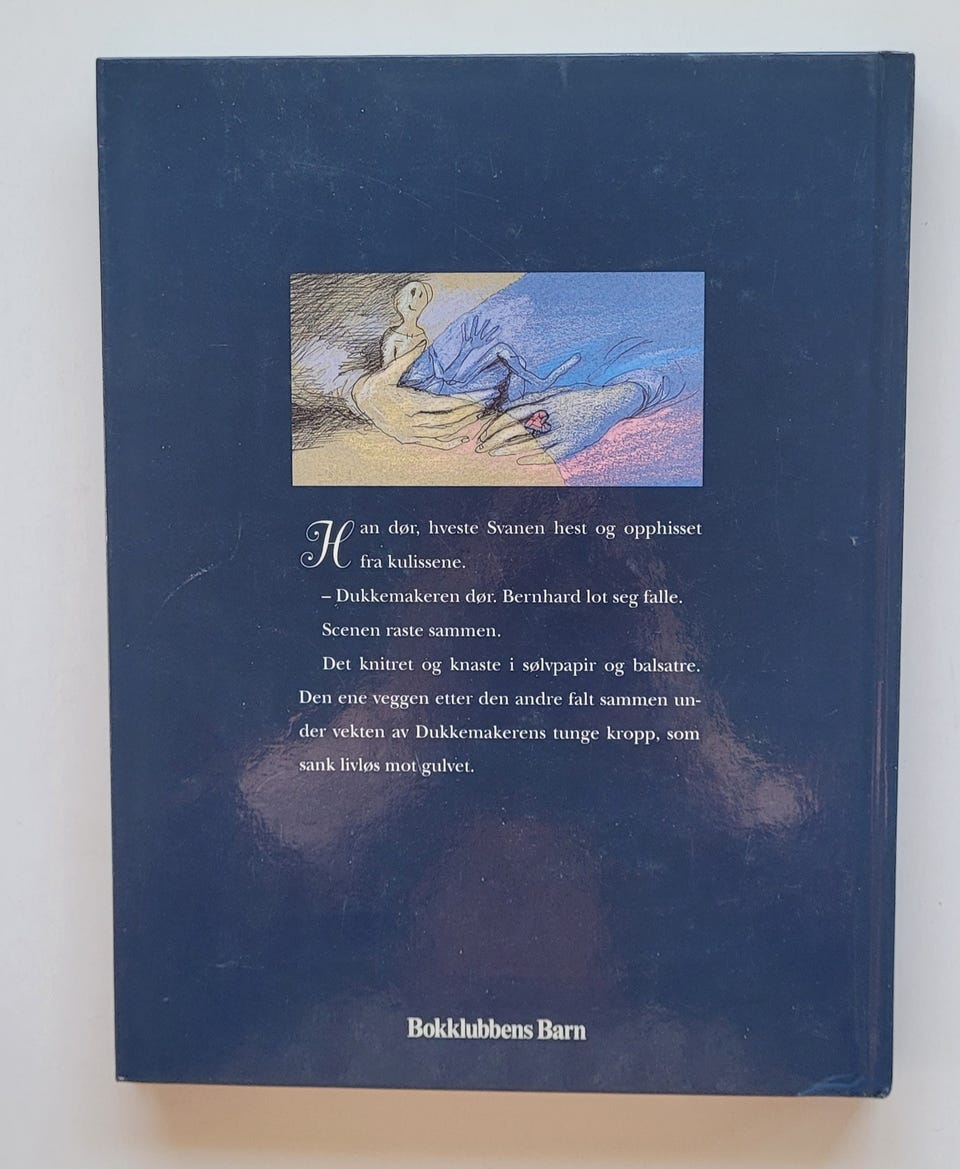 Han dør, hveste Svanen hest og opphisset
fra kulissene.
– Dukkemakeren dør. Bernhard lot seg falle.
Scenen raste sammen.
Det knitret og knaste i sølvpapir og balsatre.
Den ene veggen etter den andre falt sammen un-
der vekten av Dukkemakerens tunge kropp, som
sank livløs mot gulvet.
Bokklubbens Barn